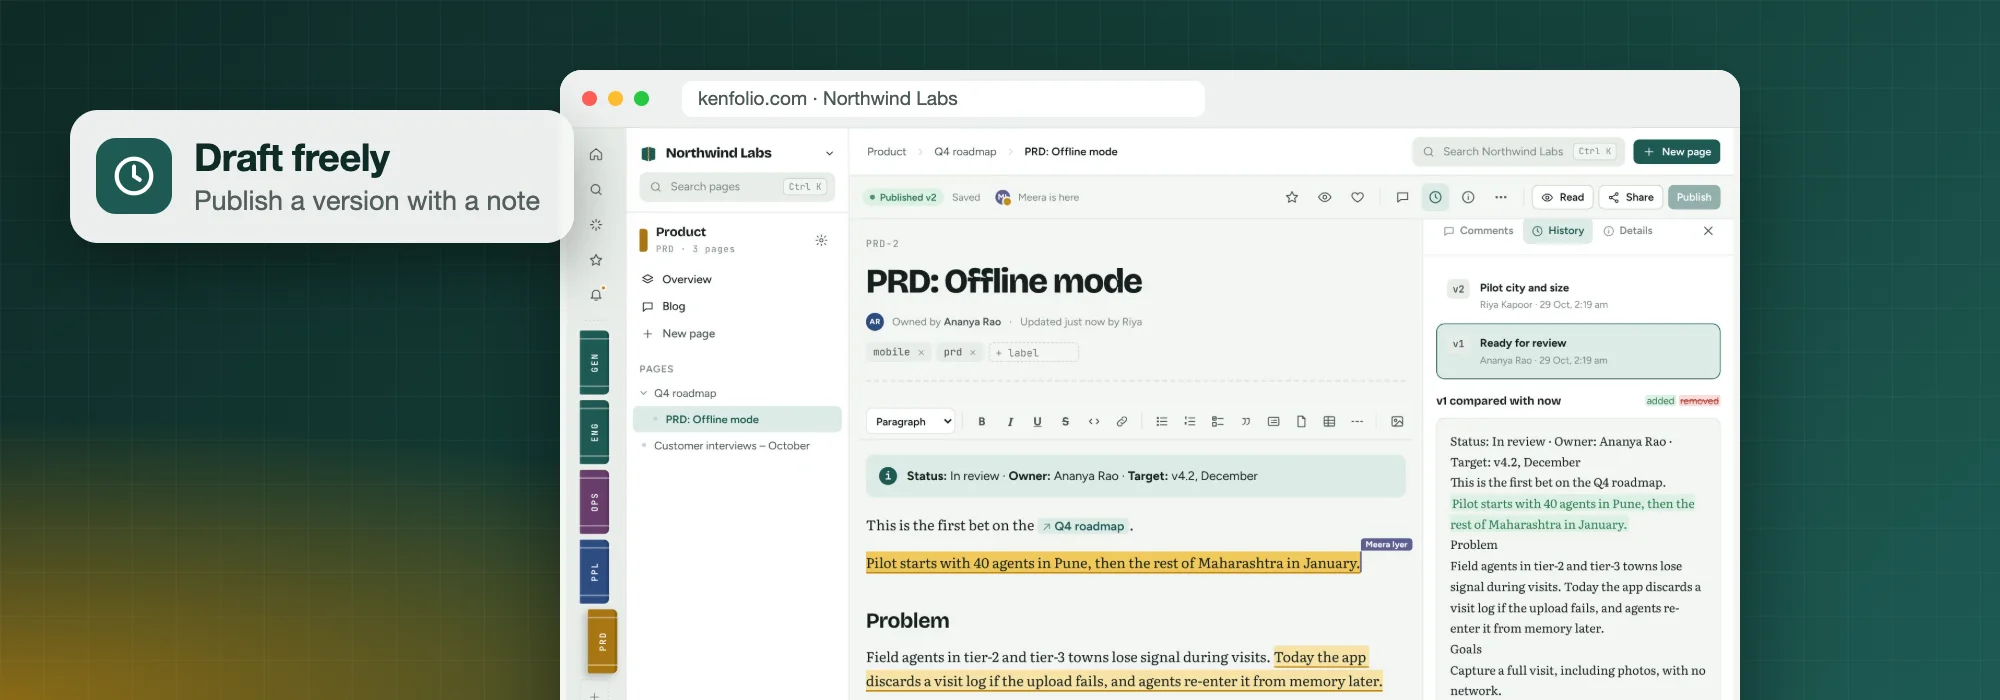 kenfolio.com · Northwind Labs
Draft freely
Publish a version with a note
Northwind Labs
Search pages
Ctrl K
Product
PRD · 3 pages
Overview
Blog
New page
PAGES
Q4 roadmap
PRD: Offline mode
Customer interviews – October
GEN
ENG
OPS
PPL
PRD
Product
Q4 roadmap
PRD: Offline mode
Search Northwind Labs
Ctrl K
New page
Published v2
Saved
Meera is here
Read
Share
Publish
PRD-2
PRD: Offline mode
AR
Owned by Ananya Rao · Updated just now by Riya
mobile ×
prd ×
+ label
Paragraph
B
I
U
S
Status: In review · Owner: Ananya Rao · Target: v4.2, December
This is the first bet on the ↗ Q4 roadmap .
Meera Iyer
Pilot starts with 40 agents in Pune, then the rest of Maharashtra in January.
Problem
Field agents in tier-2 and tier-3 towns lose signal during visits. Today the app
discards a visit log if the upload fails, and agents re-enter it from memory later.
Comments
History
Details
v2
Pilot city and size
Riya Kapoor · 29 Oct, 2:19 am
v1
Ready for review
Ananya Rao · 29 Oct, 2:19 am
v1 compared with now
added
removed
Status: In review · Owner: Ananya Rao ·
Target: v4.2, December
This is the first bet on the Q4 roadmap.
Pilot starts with 40 agents in Pune, then the
rest of Maharashtra in January.
Problem
Field agents in tier-2 and tier-3 towns lose
signal during visits. Today the app discards a
visit log if the upload fails, and agents re-
enter it from memory later.
Goals
Capture a full visit, including photos, with no
network.